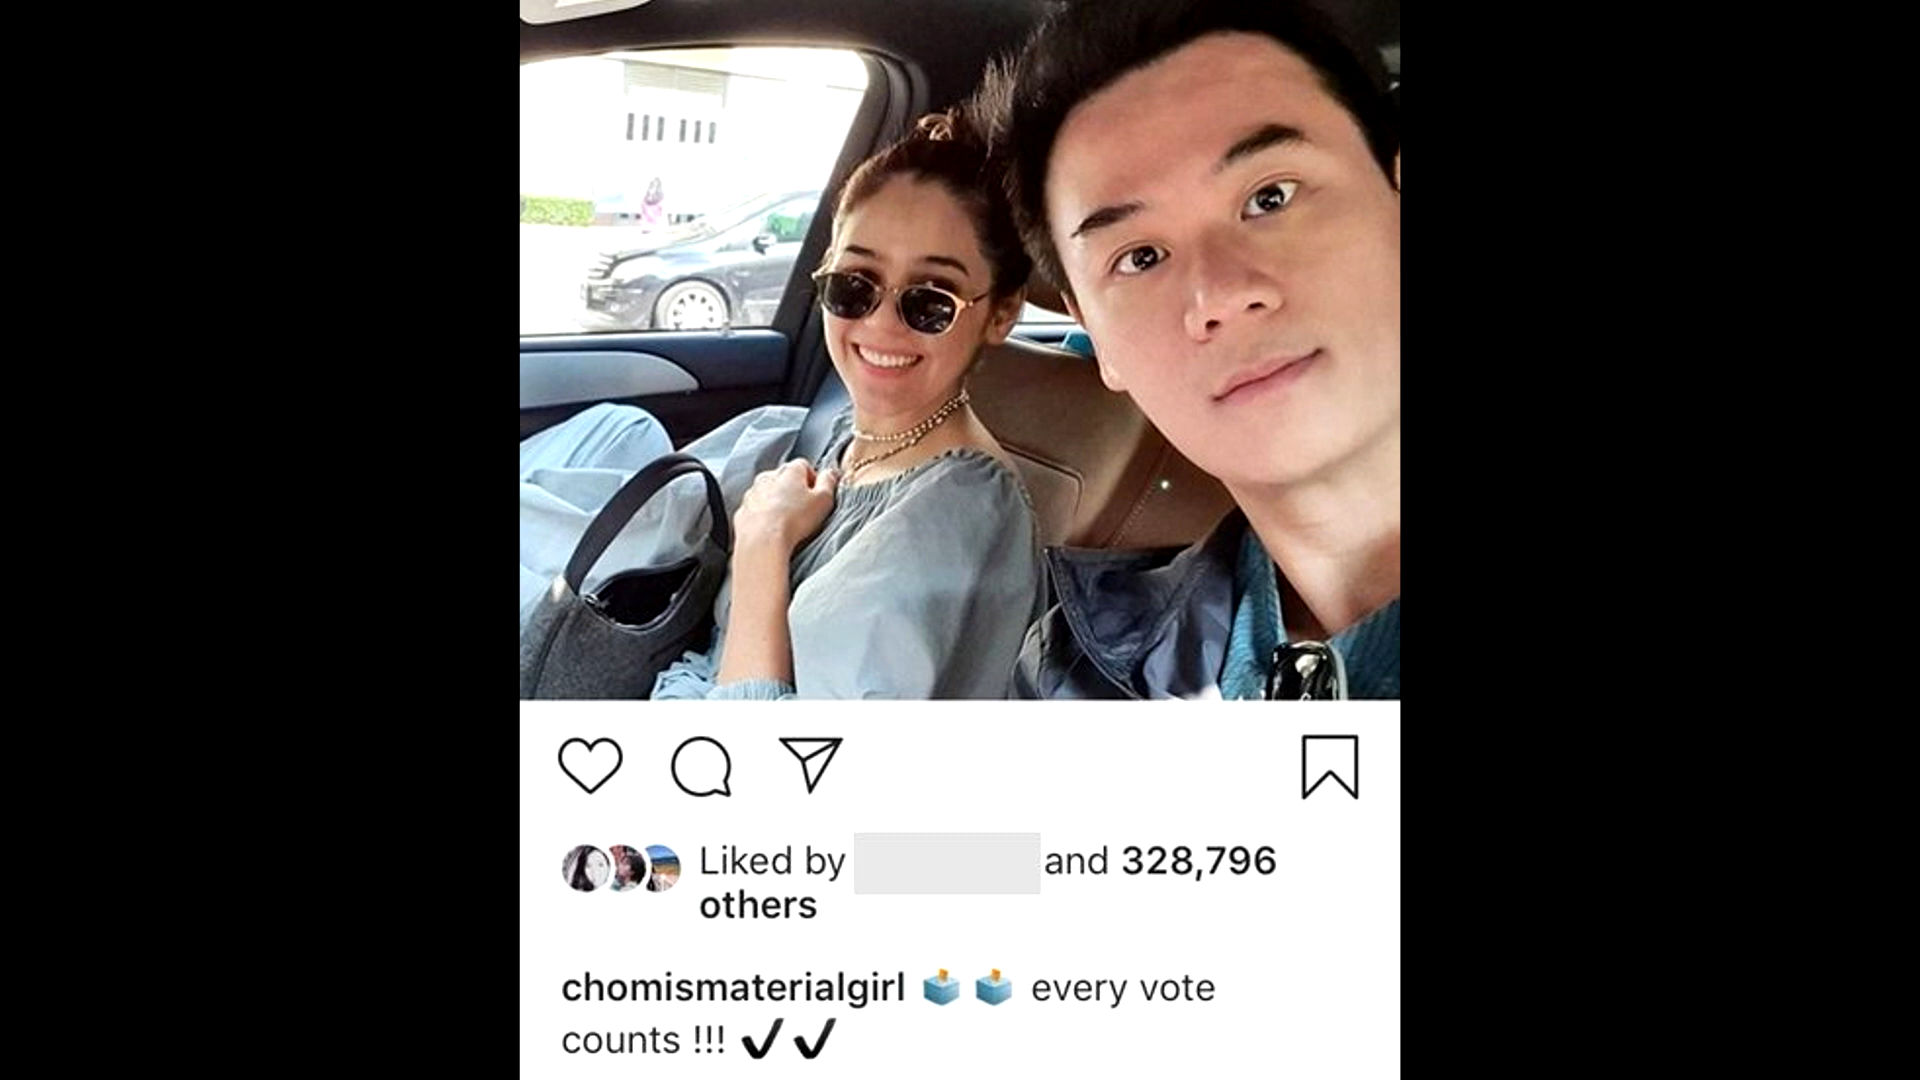 Liked by and 328,796
others
chomismaterialgirl 🗳️ 🗳️ every vote
counts !!! ✔️✔️